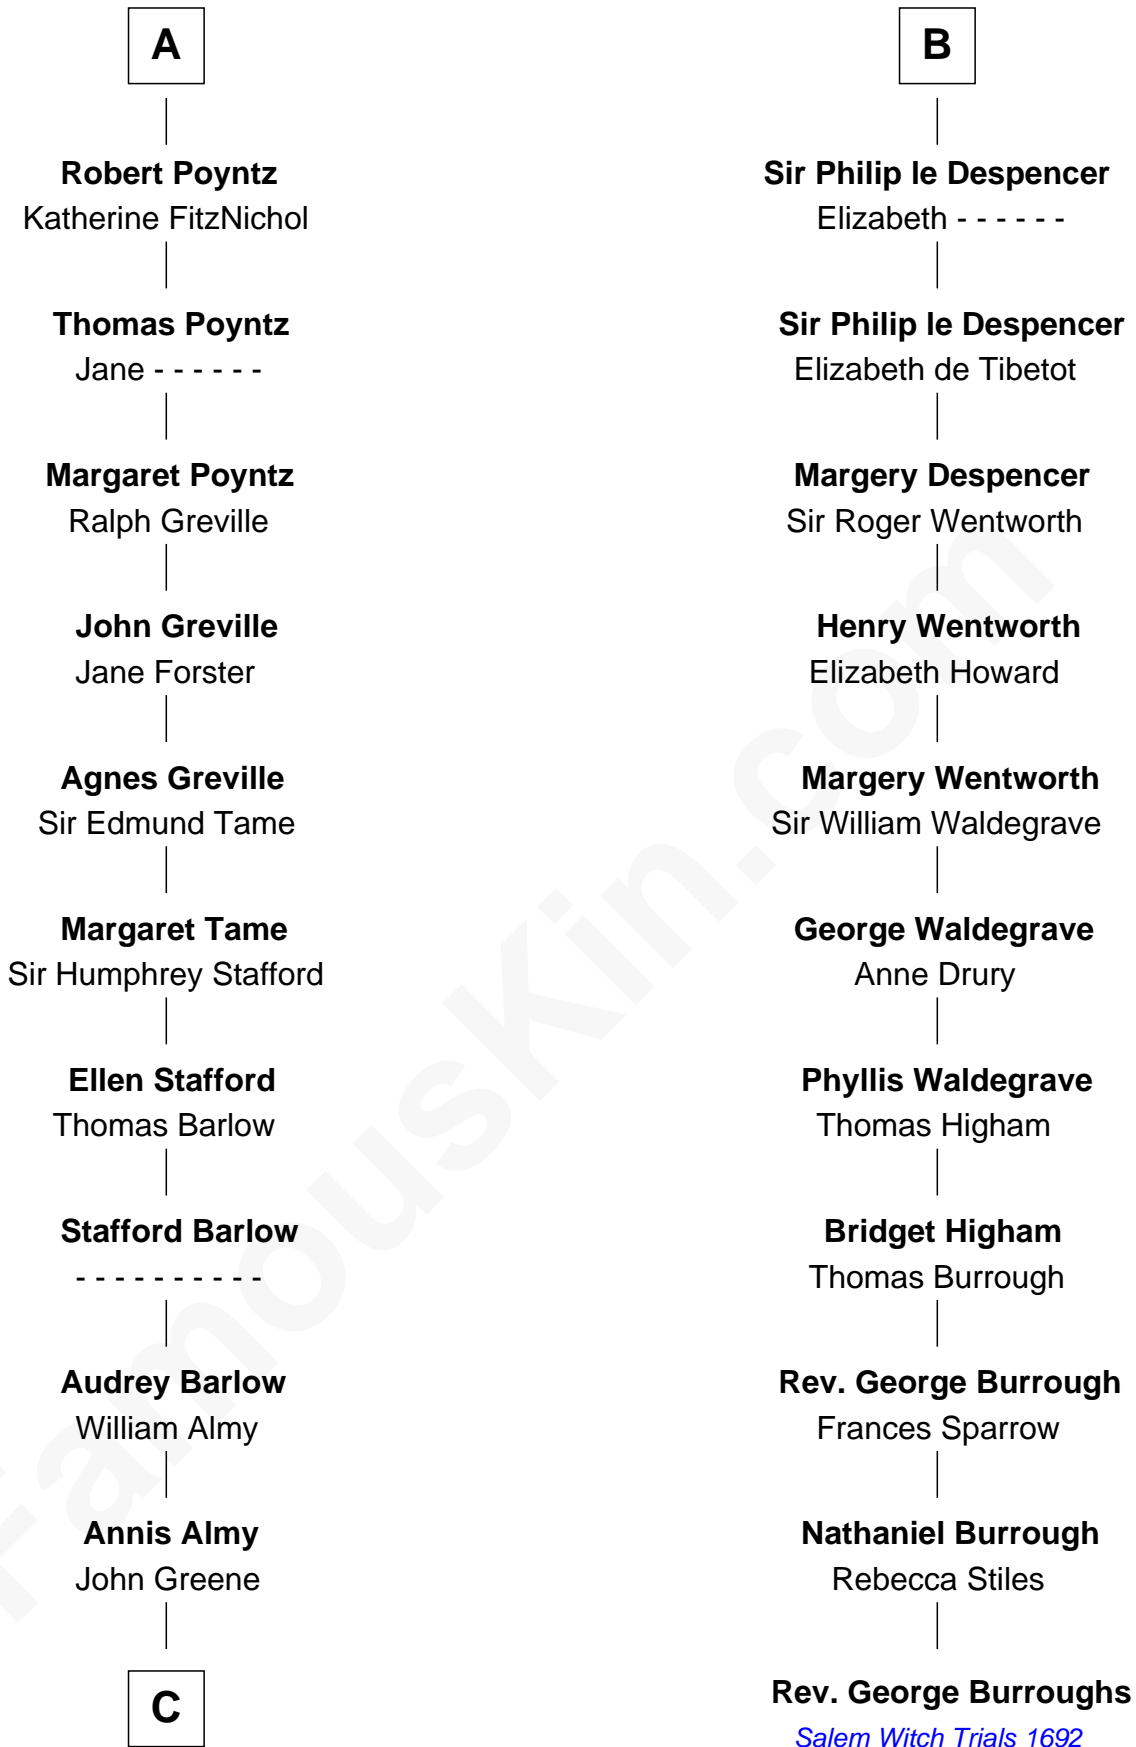 A
Robert Poyntz
Katherine FitzNichol
Thomas Poyntz
Jane - - - - - -
Margaret Poyntz
Ralph Greville
John Greville
Jane Forster
Agnes Greville
Sir Edmund Tame
Margaret Tame
Sir Humphrey Stafford
Ellen Stafford
Thomas Barlow
Stafford Barlow
- - - - - - - - - -
Audrey Barlow
William Almy
Annis Almy
John Greene
C
B
Sir Philip le Despencer
Elizabeth - - - - - -
Sir Philip le Despencer
Elizabeth de Tibetot
Margery Despencer
Sir Roger Wentworth
Henry Wentworth
Elizabeth Howard
Margery Wentworth
Sir William Waldegrave
George Waldegrave
Anne Drury
Phyllis Waldegrave
Thomas Higham
Bridget Higham
Thomas Burrough
Rev. George Burrough
Frances Sparrow
Nathaniel Burrough
Rebecca Stiles
Rev. George Burroughs
Salem Witch Trials 1692
FamousKin.com